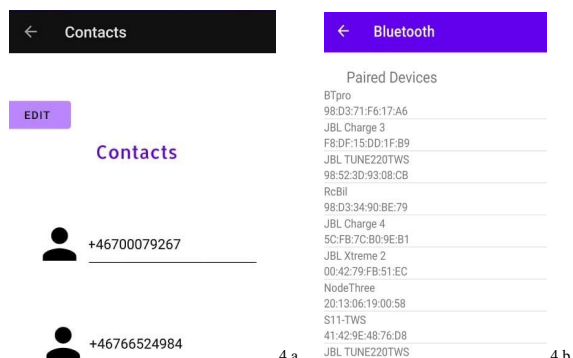 Contacts
EDIT
Contacts
+46700079267
+46766524984
4 a
Bluetooth
Paired Devices
BTpro
98:D3:71:F6:17:A6
JBL Charge 3
F8:DF:15:DD:1F:B9
JBL TUNE220TWS
98:52:3D:93:08:CB
RcBil
98:D3:34:90:BE:79
JBL Charge 4
5C:FB:7C:B0:9E:B1
JBL Xtreme 2
00:42:79:FB:51:EC
NodeThree
20:13:06:19:00:58
S11-TWS
41:42:9E:48:76:D8
JBL TUNE220TWS
4 b